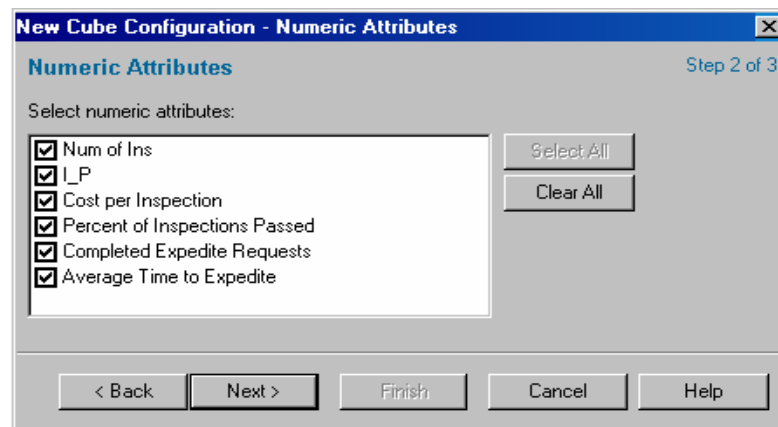 New Cube Configuration - Numeric Attributes
Numeric Attributes
Step 2 of 3
Select numeric attributes:
Num of Ins
I_P
Cost per Inspection
Percent of Inspections Passed
Completed Expedite Requests
Average Time to Expedite
Select All
Clear All
< Back
Next >
Finish
Cancel
Help